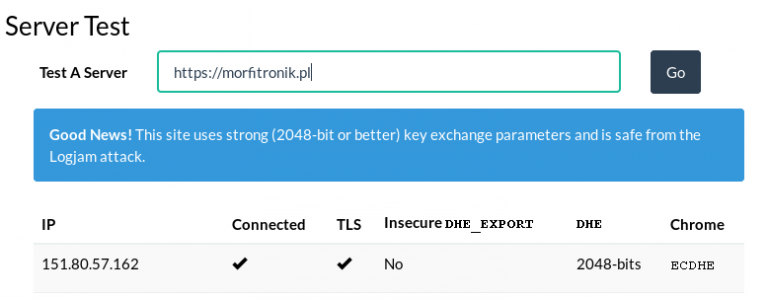 Server Test
Test A Server https://morfitronik.pl Go
Good News! This site uses strong (2048-bit or better) key exchange parameters and is safe from the
Logjam attack.
IP Connected TLS Insecure DHE_EXPORT DHE Chrome
151.80.57.162 ✔ ✔ No 2048-bits ECDHE